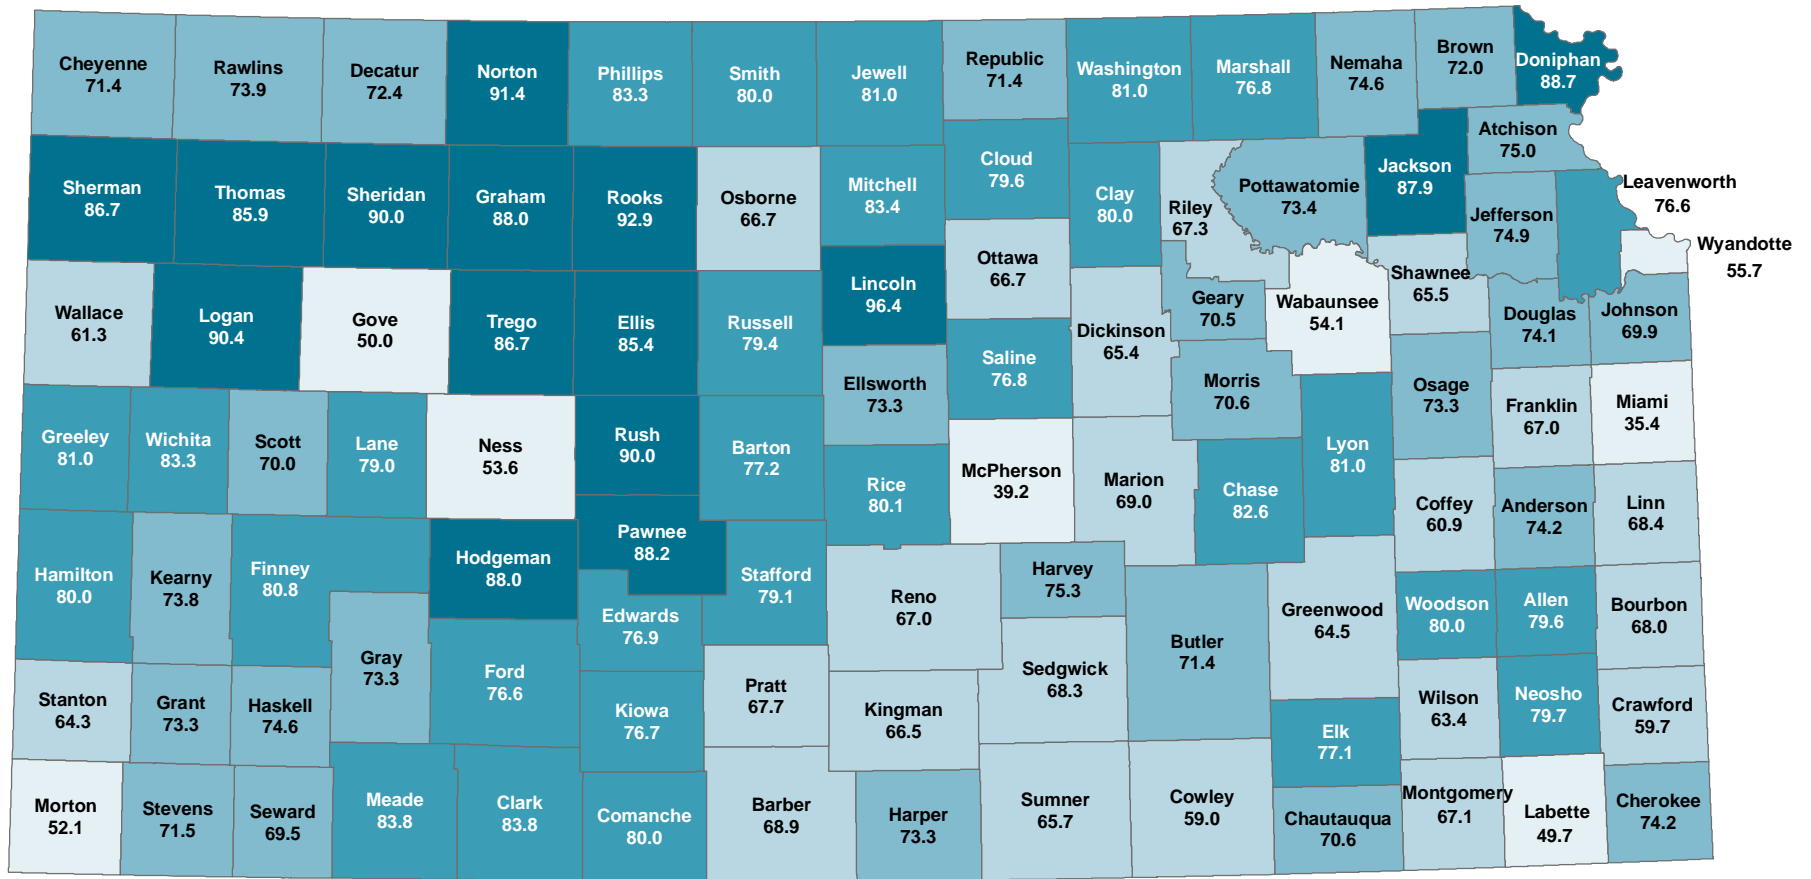 Cheyenne
71.4
Rawlins
73.9
Decatur
72.4
Norton
91.4
Phillips
83.3
Smith
80.0
Jewell
81.0
Republic
71.4
Washington
81.0
Marshall
76.8
Nemaha
74.6
Brown
72.0
Doniphan
88.7
Sherman
86.7
Thomas
85.9
Sheridan
90.0
Graham
88.0
Rooks
92.9
Osborne
66.7
Mitchell
83.4
Cloud
79.6
Clay
80.0
Riley
67.3
Pottawatomie
73.4
Jackson
87.9
Atchison
75.0
Jefferson
74.9
Leavenworth
76.6
Wyandotte
55.7
Wallace
61.3
Logan
90.4
Gove
50.0
Trego
86.7
Ellis
85.4
Russell
79.4
Lincoln
96.4
Ottawa
66.7
Saline
76.8
Dickinson
65.4
Geary
70.5
Wabaunsee
54.1
Shawnee
65.5
Douglas
74.1
Johnson
69.9
Ellsworth
73.3
Morris
70.6
Osage
73.3
Franklin
67.0
Miami
35.4
Greeley
81.0
Wichita
83.3
Scott
70.0
Lane
79.0
Ness
53.6
Rush
90.0
Barton
77.2
Rice
80.1
McPherson
39.2
Marion
69.0
Chase
82.6
Lyon
81.0
Coffey
60.9
Anderson
74.2
Linn
68.4
Hamilton
80.0
Kearny
73.8
Finney
80.8
Hodgeman
88.0
Pawnee
88.2
Stafford
79.1
Edwards
76.9
Reno
67.0
Harvey
75.3
Butler
71.4
Greenwood
64.5
Woodson
80.0
Allen
79.6
Bourbon
68.0
Stanton
64.3
Grant
73.3
Haskell
74.6
Gray
73.3
Ford
76.6
Kiowa
76.7
Pratt
67.7
Kingman
66.5
Sedgwick
68.3
Elk
77.1
Wilson
63.4
Neosho
79.7
Crawford
59.7
Morton
52.1
Stevens
71.5
Seward
69.5
Meade
83.8
Clark
83.8
Comanche
80.0
Barber
68.9
Harper
73.3
Sumner
65.7
Cowley
59.0
Chautauqua
70.6
Montgomery
67.1
Labette
49.7
Cherokee
74.2